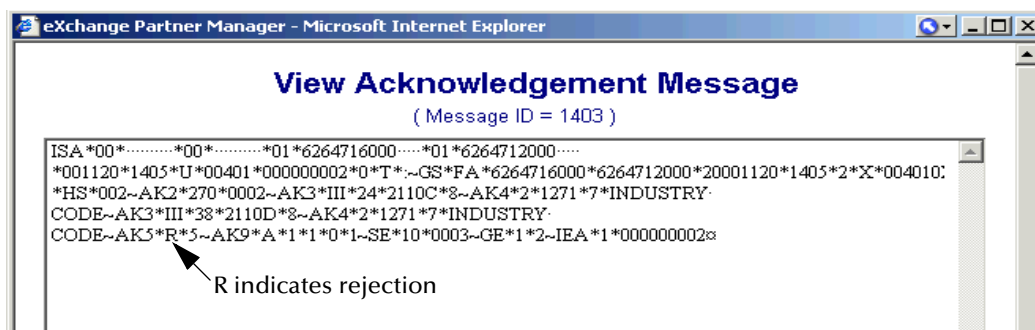 eXchange Partner Manager - Microsoft Internet Explorer
View Acknowledgement Message
( Message ID = 1403 )
ISA*00*··········*00*··········*01*6264716000·····*01*6264712000·····
*001120*1405*U*00401*000000002*0*T*:~GS*FA*6264716000*6264712000*20001120*1405*2*X*004010
*HS*002~AK2*270*0002~AK3*III*24*2110C*8~AK4*2*1271*7*INDUSTRY·
CODE~AK3*III*38*2110D*8~AK4*2*1271*7*INDUSTRY·
CODE~AK5*R*5~AK9*A*1*1*0*1~SE*10*0003~GE*1*2~IEA*1*000000002¤
R indicates rejection